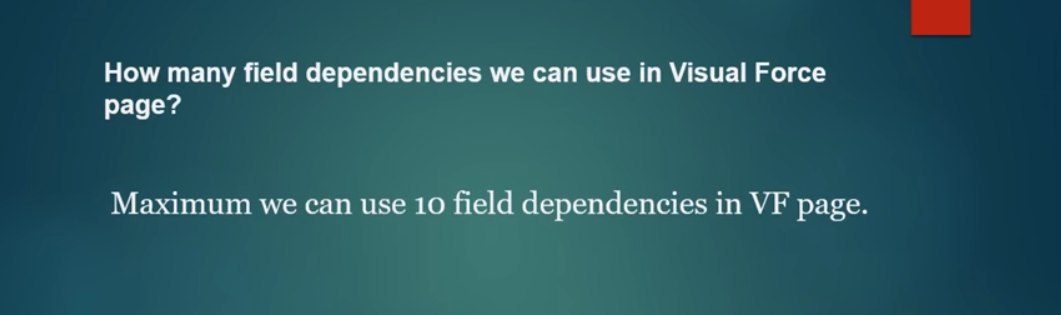 How many field dependencies we can use in Visual Force
page?
Maximum we can use 10 field dependencies in VF page.